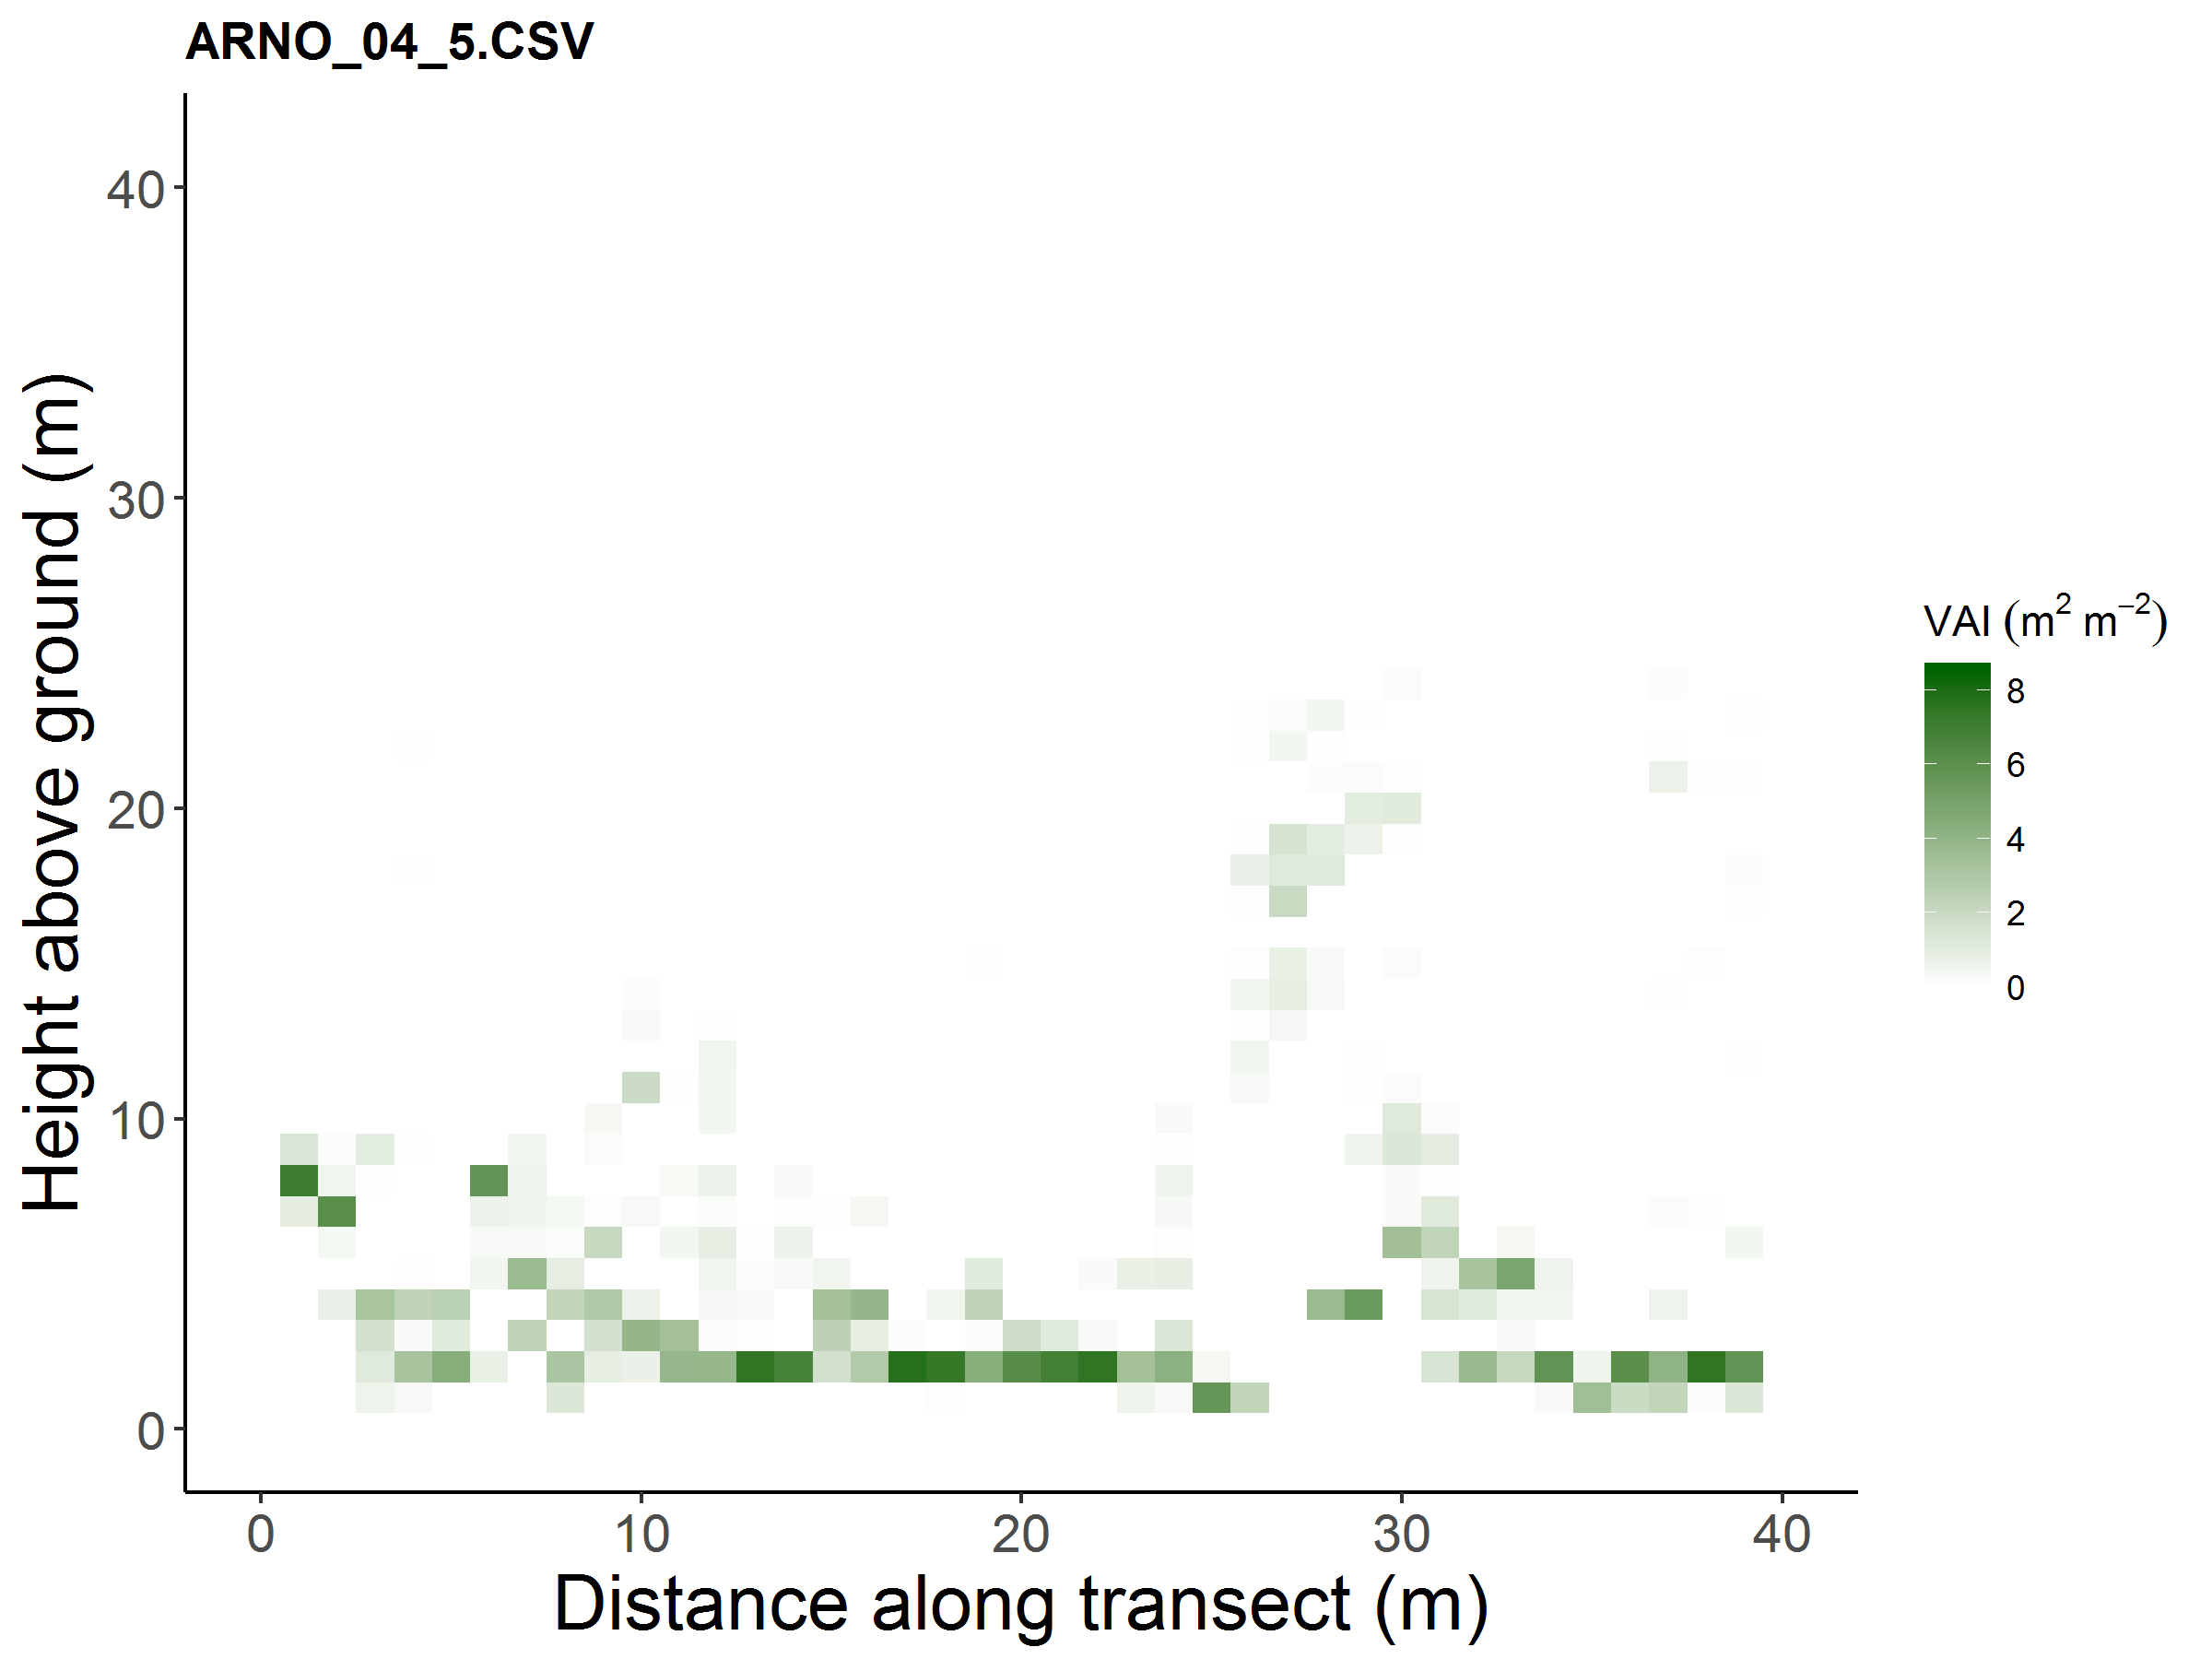 ARNO_04_5.CSV
Height above ground (m)
40
30
20
10
0
0 10 20 30 40
Distance along transect (m)
VAI (m² m⁻²)
8
6
4
2
0